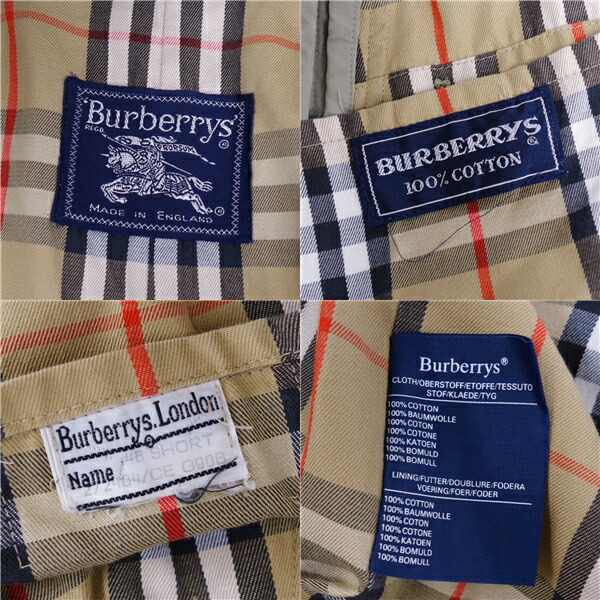 Burberrys
REGD.
®
MADE IN ENGLAND
BURBERRYS
®
100% COTTON
Burberrys.London
46 SHORT
Name
Burberrys®
CLOTH/OBERSTOFF/ETOFFE/TESSUTO
STOF/KLAEDE/TYG
100% COTTON
100% BAUMWOLLE
100% COTON
100% COTONE
100% KATOEN
100% BOMULD
100% BOMULL
LINING/FUTTER/DOUBLURE/FODERA
VOERING/FOER/FODER
100% COTTON
100% BAUMWOLLE
100% COTON
100% COTONE
100% KATOEN
100% BOMULD
100% BOMULL